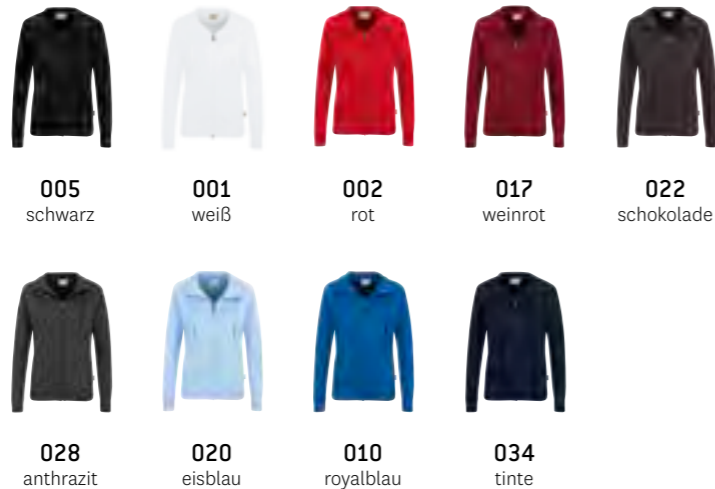 005 001 002 017 022
schwarz weiß rot weinrot schokolade
028 020 010 034
anthrazit eisblau royalblau tinte